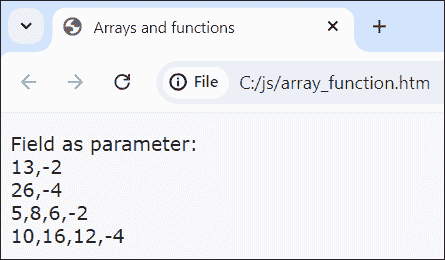 Arrays and functions
File C:/js/array_function.htm
Field as parameter:
13,-2
26,-4
5,8,6,-2
10,16,12,-4